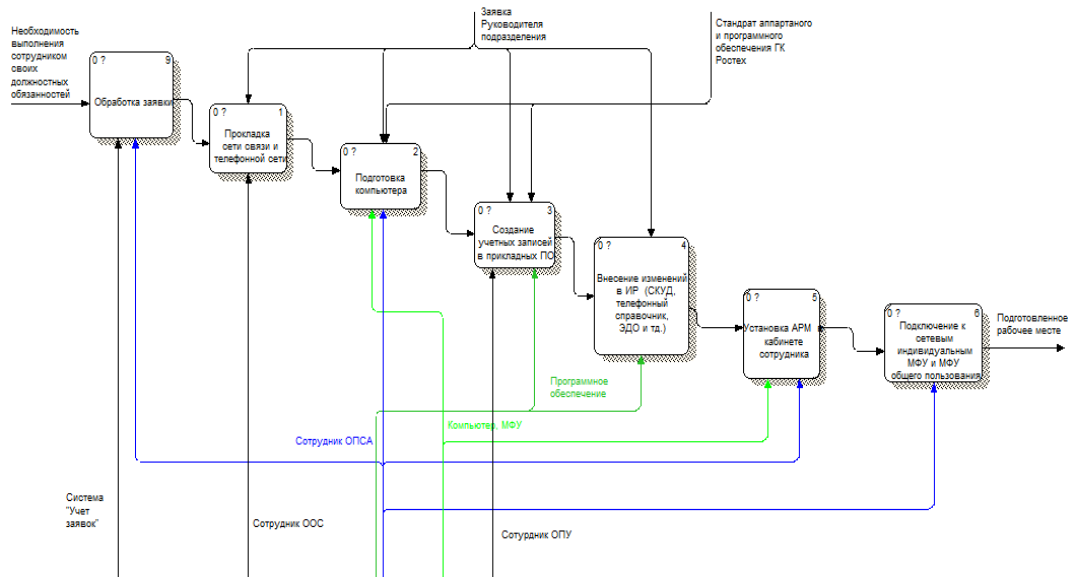 Необходимость
выполнения
сотрудником
своих
должностных
обязанностей
Заявка
Руководителя
подразделения
Стандрат аппартаного
и программного
обеспечения ГК
Ростех
0 ?
9
Обработка заявки
0 ?
1
Прокладка
сети связи и
телефонной сети
0 ?
2
Подготовка
компьютера
0 ?
3
Создание
учетных записей
в прикладных ПО
0 ?
4
Внесение изменений
в ИР (СКУД,
телефонный
справочник,
ЭДО и тд.)
0 ?
5
Установка АРМ
кабинете
сотрудника
0 ?
6
Подключение к
сетевым
индивидуальным
МФУ и МФУ
общего пользования
Подготовленное
рабочее месте
Программное
обеспечение
Компьютер, МФУ
Сотрудник ОПСА
Система
"Учет
заявок"
Сотрудник ООС
Сотурдник ОПУ